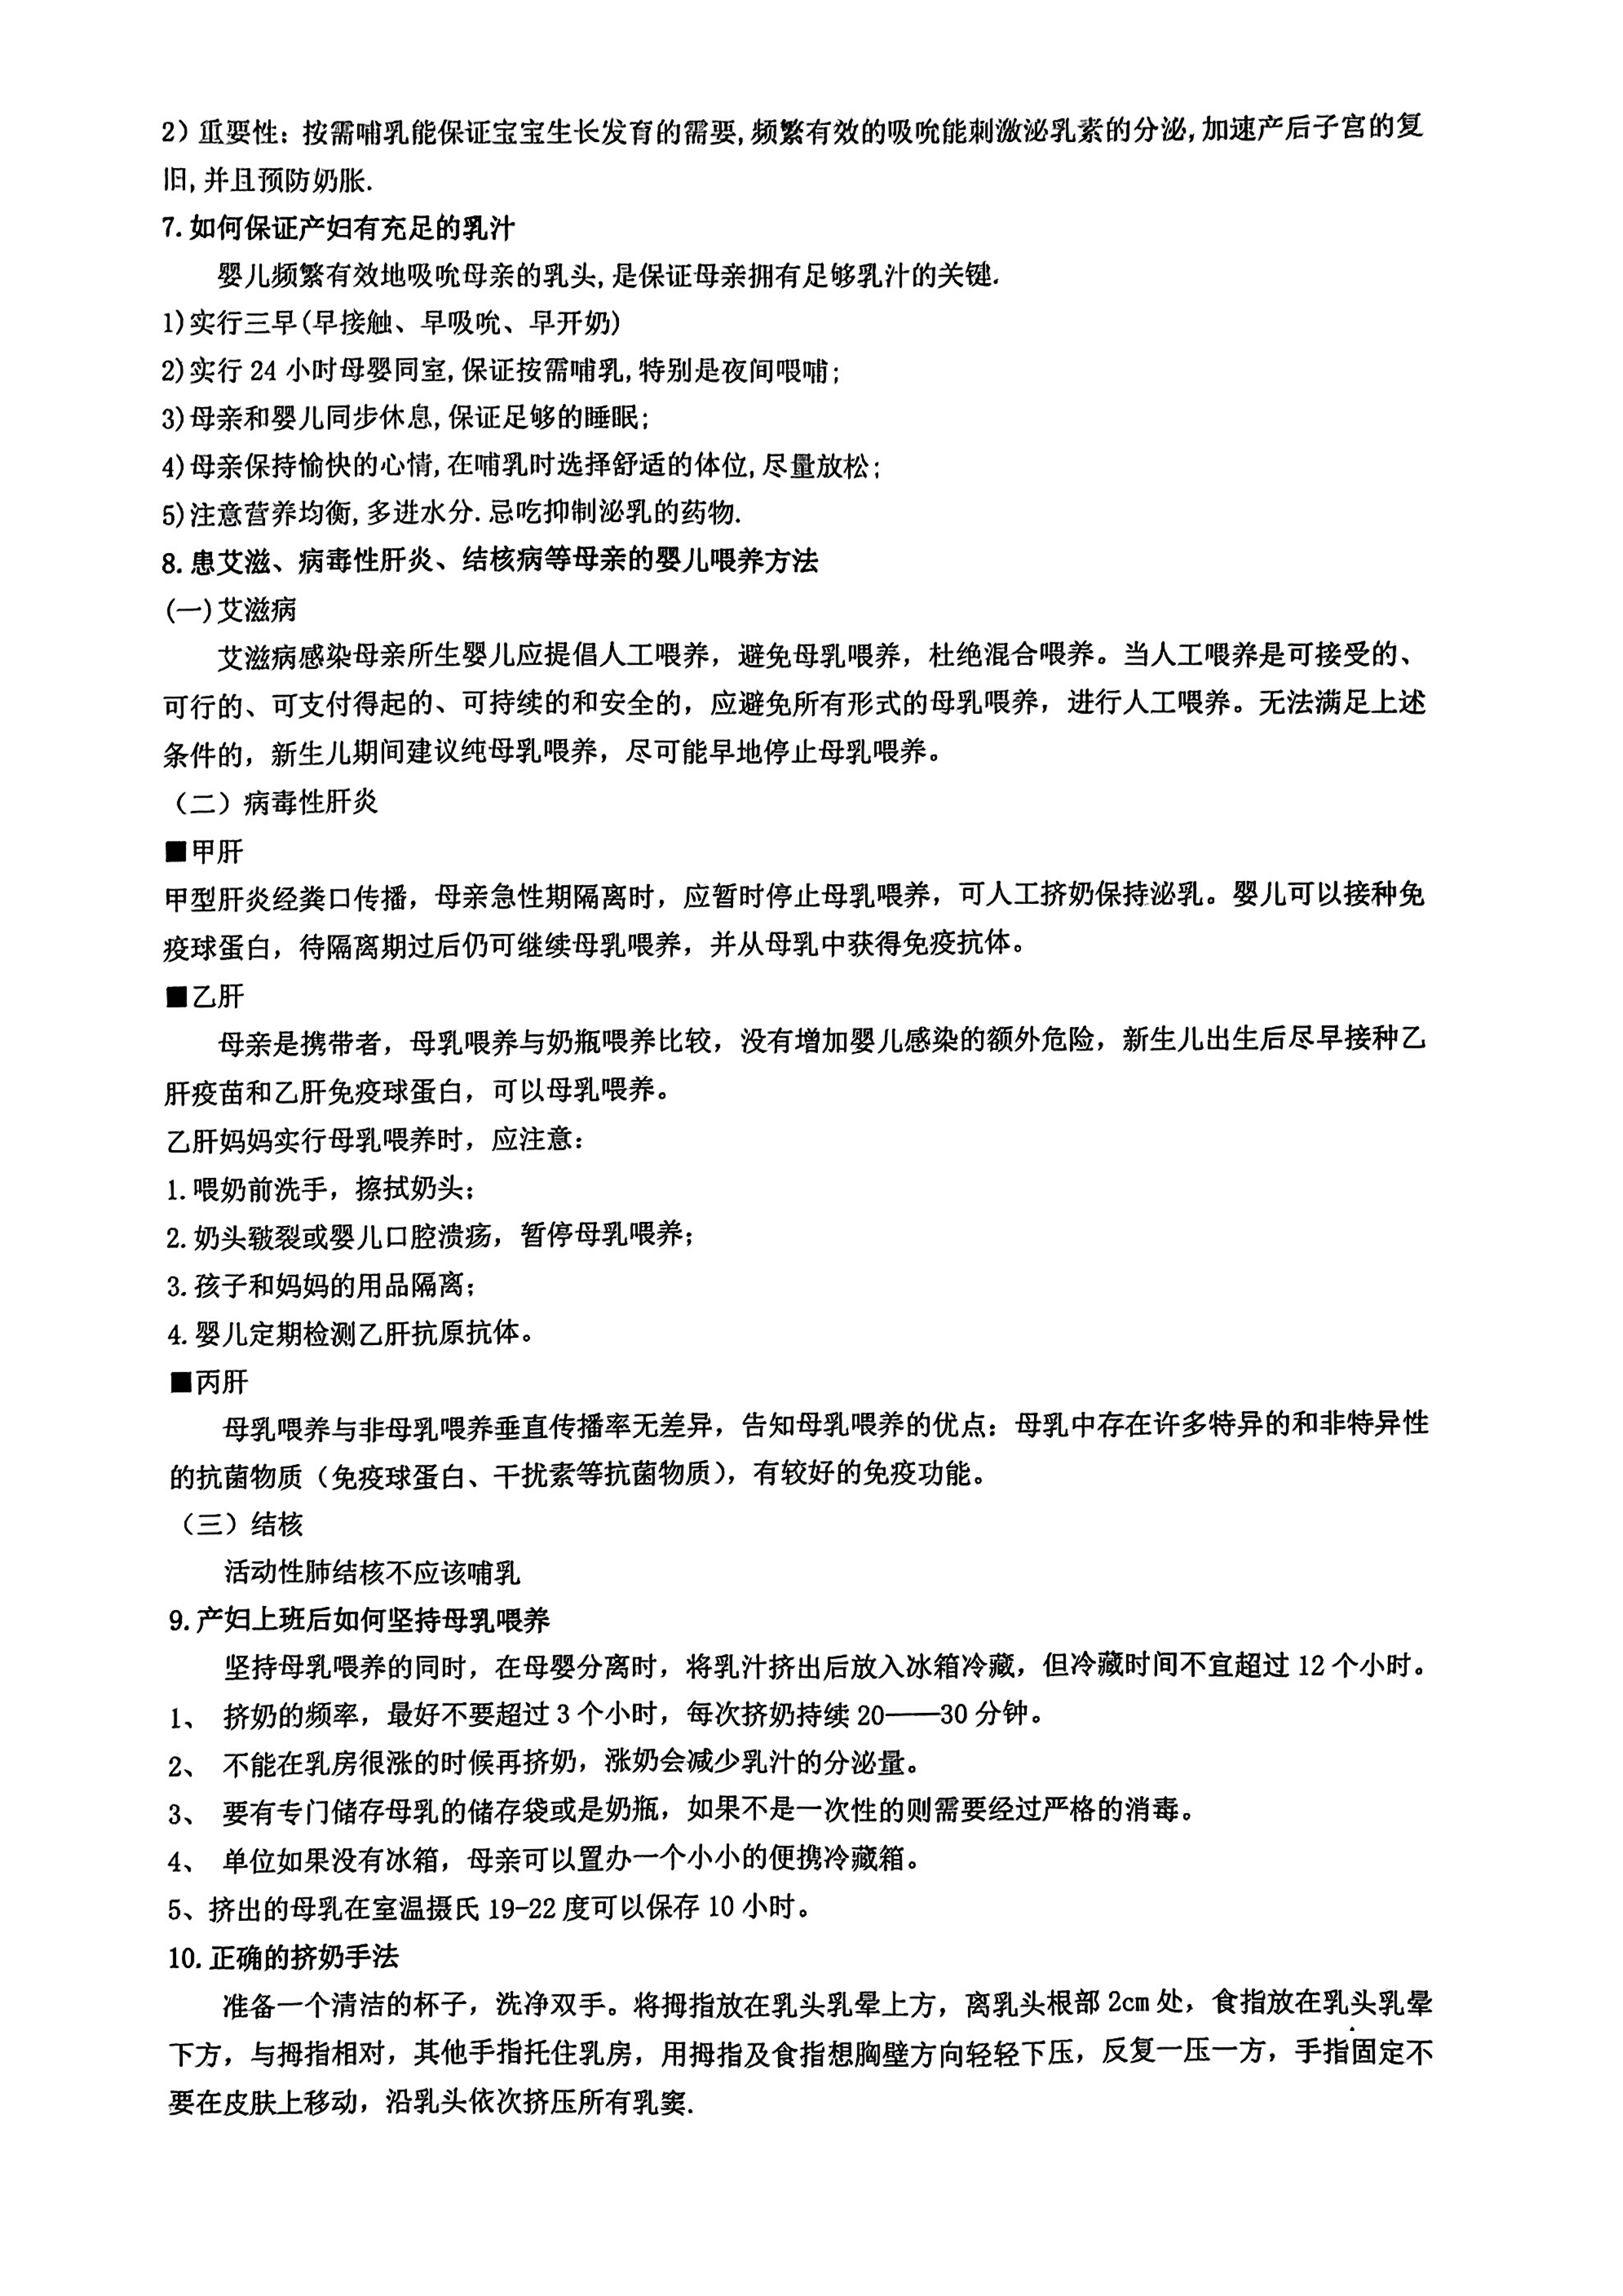 2）重要性：按需哺乳能保证宝宝生长发育的需要,频繁有效的吸吮能刺激泌乳素的分泌,加速产后子宫的复
旧,并且预防奶胀.
7.如何保证产妇有充足的乳汁
婴儿频繁有效地吸吮母亲的乳头,是保证母亲拥有足够乳汁的关键.
1)实行三早(早接触、早吸吮、早开奶)
2)实行 24 小时母婴同室,保证按需哺乳,特别是夜间喂哺;
3)母亲和婴儿同步休息,保证足够的睡眠;
4)母亲保持愉快的心情,在哺乳时选择舒适的体位,尽量放松;
5)注意营养均衡,多进水分.忌吃抑制泌乳的药物.
8.患艾滋、病毒性肝炎、结核病等母亲的婴儿喂养方法
(一)艾滋病
艾滋病感染母亲所生婴儿应提倡人工喂养，避免母乳喂养，杜绝混合喂养。当人工喂养是可接受的、
可行的、可支付得起的、可持续的和安全的，应避免所有形式的母乳喂养，进行人工喂养。无法满足上述
条件的，新生儿期间建议纯母乳喂养，尽可能早地停止母乳喂养。
（二）病毒性肝炎
■甲肝
甲型肝炎经粪口传播，母亲急性期隔离时，应暂时停止母乳喂养，可人工挤奶保持泌乳。婴儿可以接种免
疫球蛋白，待隔离期过后仍可继续母乳喂养，并从母乳中获得免疫抗体。
■乙肝
母亲是携带者，母乳喂养与奶瓶喂养比较，没有增加婴儿感染的额外危险，新生儿出生后尽早接种乙
肝疫苗和乙肝免疫球蛋白，可以母乳喂养。
乙肝妈妈实行母乳喂养时，应注意：
1.喂奶前洗手，擦拭奶头；
2.奶头皲裂或婴儿口腔溃疡，暂停母乳喂养；
3.孩子和妈妈的用品隔离；
4.婴儿定期检测乙肝抗原抗体。
■丙肝
母乳喂养与非母乳喂养垂直传播率无差异，告知母乳喂养的优点：母乳中存在许多特异的和非特异性
的抗菌物质（免疫球蛋白、干扰素等抗菌物质），有较好的免疫功能。
（三）结核
活动性肺结核不应该哺乳
9.产妇上班后如何坚持母乳喂养
坚持母乳喂养的同时，在母婴分离时，将乳汁挤出后放入冰箱冷藏，但冷藏时间不宜超过 12 个小时。
1、 挤奶的频率，最好不要超过 3 个小时，每次挤奶持续 20——30 分钟。
2、 不能在乳房很涨的时候再挤奶，涨奶会减少乳汁的分泌量。
3、 要有专门储存母乳的储存袋或是奶瓶，如果不是一次性的则需要经过严格的消毒。
4、 单位如果没有冰箱，母亲可以置办一个小小的便携冷藏箱。
5、挤出的母乳在室温摄氏 19-22 度可以保存 10 小时。
10.正确的挤奶手法
准备一个清洁的杯子，洗净双手。将拇指放在乳头乳晕上方，离乳头根部 2cm 处，食指放在乳头乳晕
下方，与拇指相对，其他手指托住乳房，用拇指及食指想胸壁方向轻轻下压，反复一压一方，手指固定不
要在皮肤上移动，沿乳头依次挤压所有乳窦.